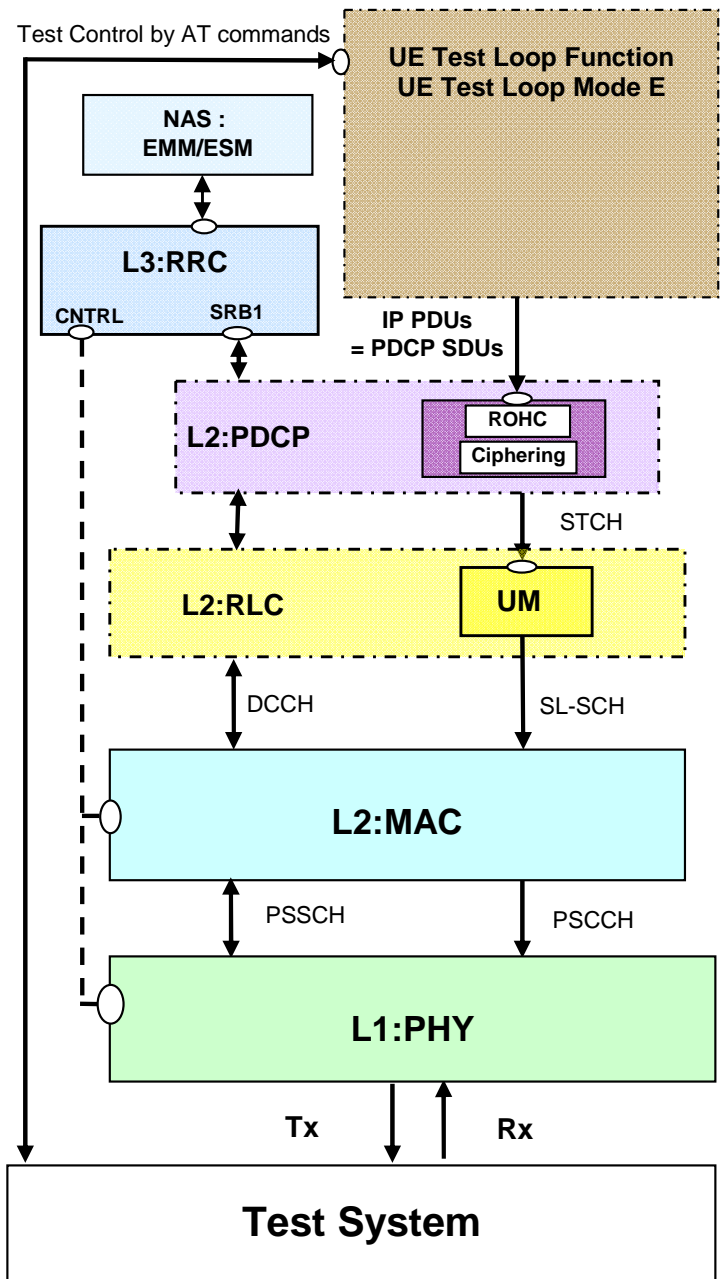 Test Control by AT commands
UE Test Loop Function
UE Test Loop Mode E
NAS :
EMM/ESM
L3:RRC
CNTRL
SRB1
IP PDUs
= PDCP SDUs
L2:PDCP
ROHC
Ciphering
STCH
L2:RLC
UM
DCCH
SL-SCH
L2:MAC
PSSCH
PSCCH
L1:PHY
Tx
Rx
Test System